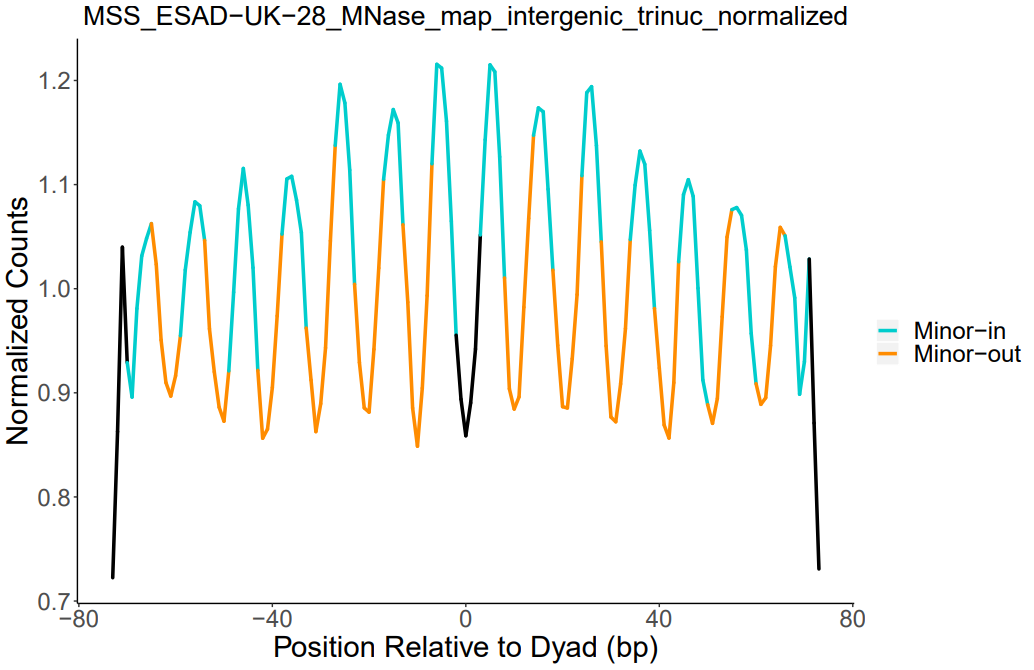 MSS_ESAD−UK−28_MNase_map_intergenic_trinuc_normalized
Normalized Counts
1.2
1.1
1.0
0.9
0.8
0.7
−80
−40
0
40
80
Position Relative to Dyad (bp)
Minor−in
Minor−out